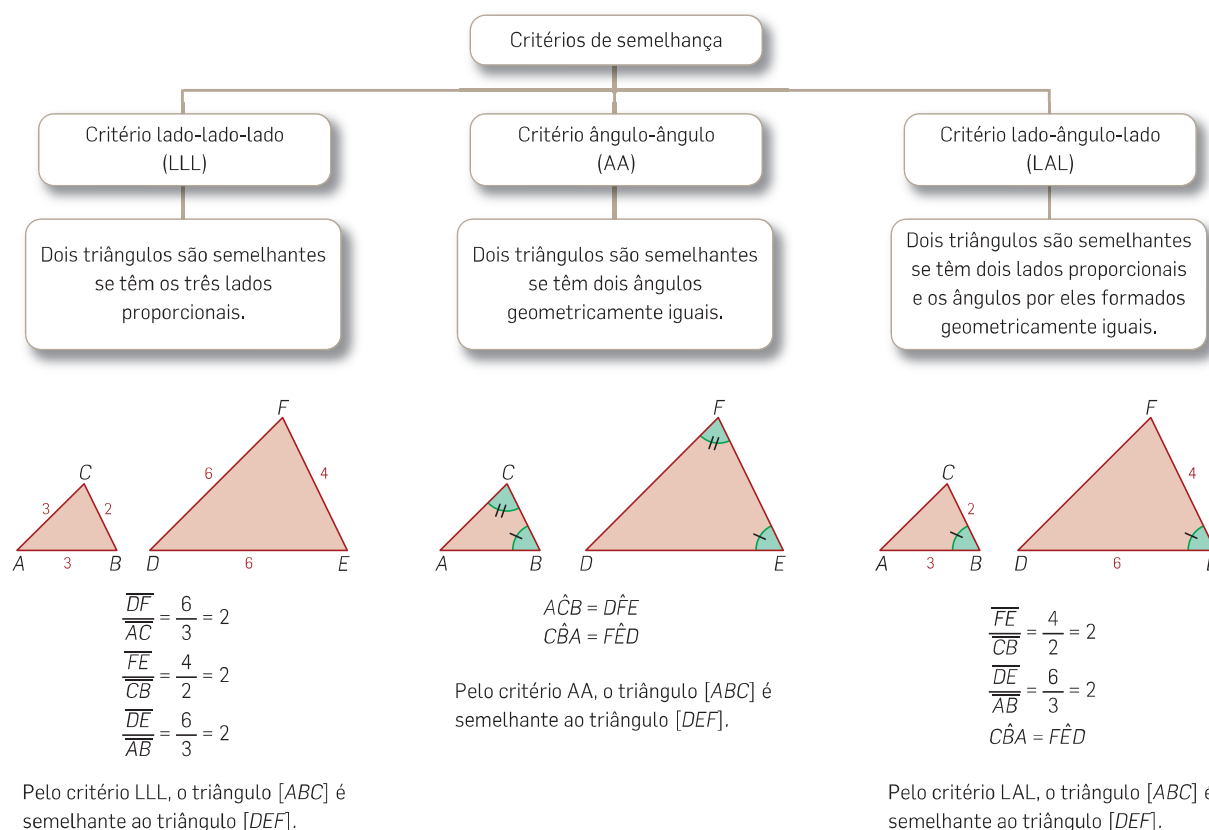 Critérios de semelhança
Critério lado-lado-lado
(LLL)
Dois triângulos são semelhantes
se têm os três lados
proporcionais.
F
6
4
C
3
2
A
3
B
D
6
E
DF/AC = 6/3 = 2
FE/CB = 4/2 = 2
DE/AB = 6/3 = 2
Pelo critério LLL, o triângulo [ABC] é
semelhante ao triângulo [DEF].
Critério ângulo-ângulo
(AA)
Dois triângulos são semelhantes
se têm dois ângulos
geometricamente iguais.
F
C
A
B
D
E
AĈB = DF̂E
CB̂A = FÊD
Pelo critério AA, o triângulo [ABC] é
semelhante ao triângulo [DEF].
Critério lado-ângulo-lado
(LAL)
Dois triângulos são semelhantes
se têm dois lados proporcionais
e os ângulos por eles formados
geometricamente iguais.
F
4
C
2
A
3
B
D
6
FE/CB = 4/2 = 2
DE/AB = 6/3 = 2
CB̂A = FÊD
Pelo critério LAL, o triângulo [ABC] é
semelhante ao triângulo [DEF].